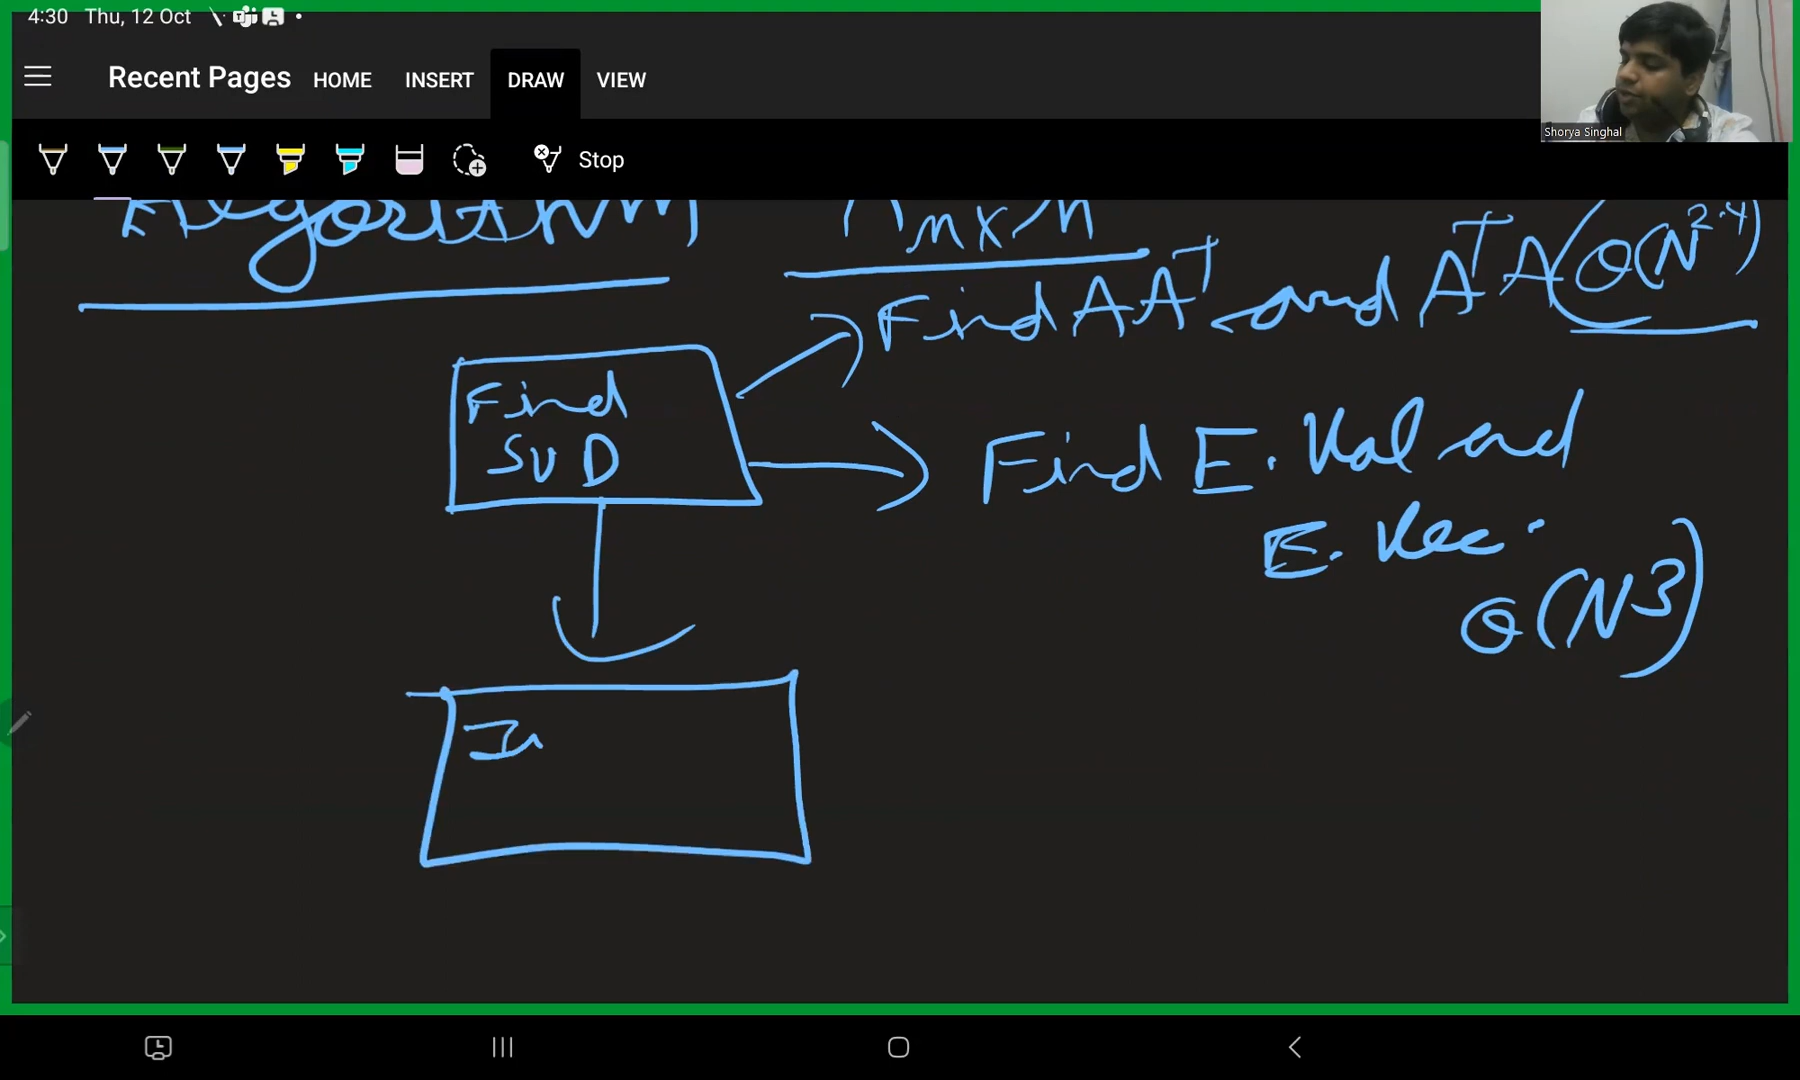 4:30 Thu, 12 Oct
Recent Pages HOME INSERT DRAW VIEW
Shorya Singhal
Stop
Algorithm
m x n
Find AAᵀ and AᵀA (O(N^2.4)
Find
SVD
Find E. Val and
E. Vec.
O(N3)
In